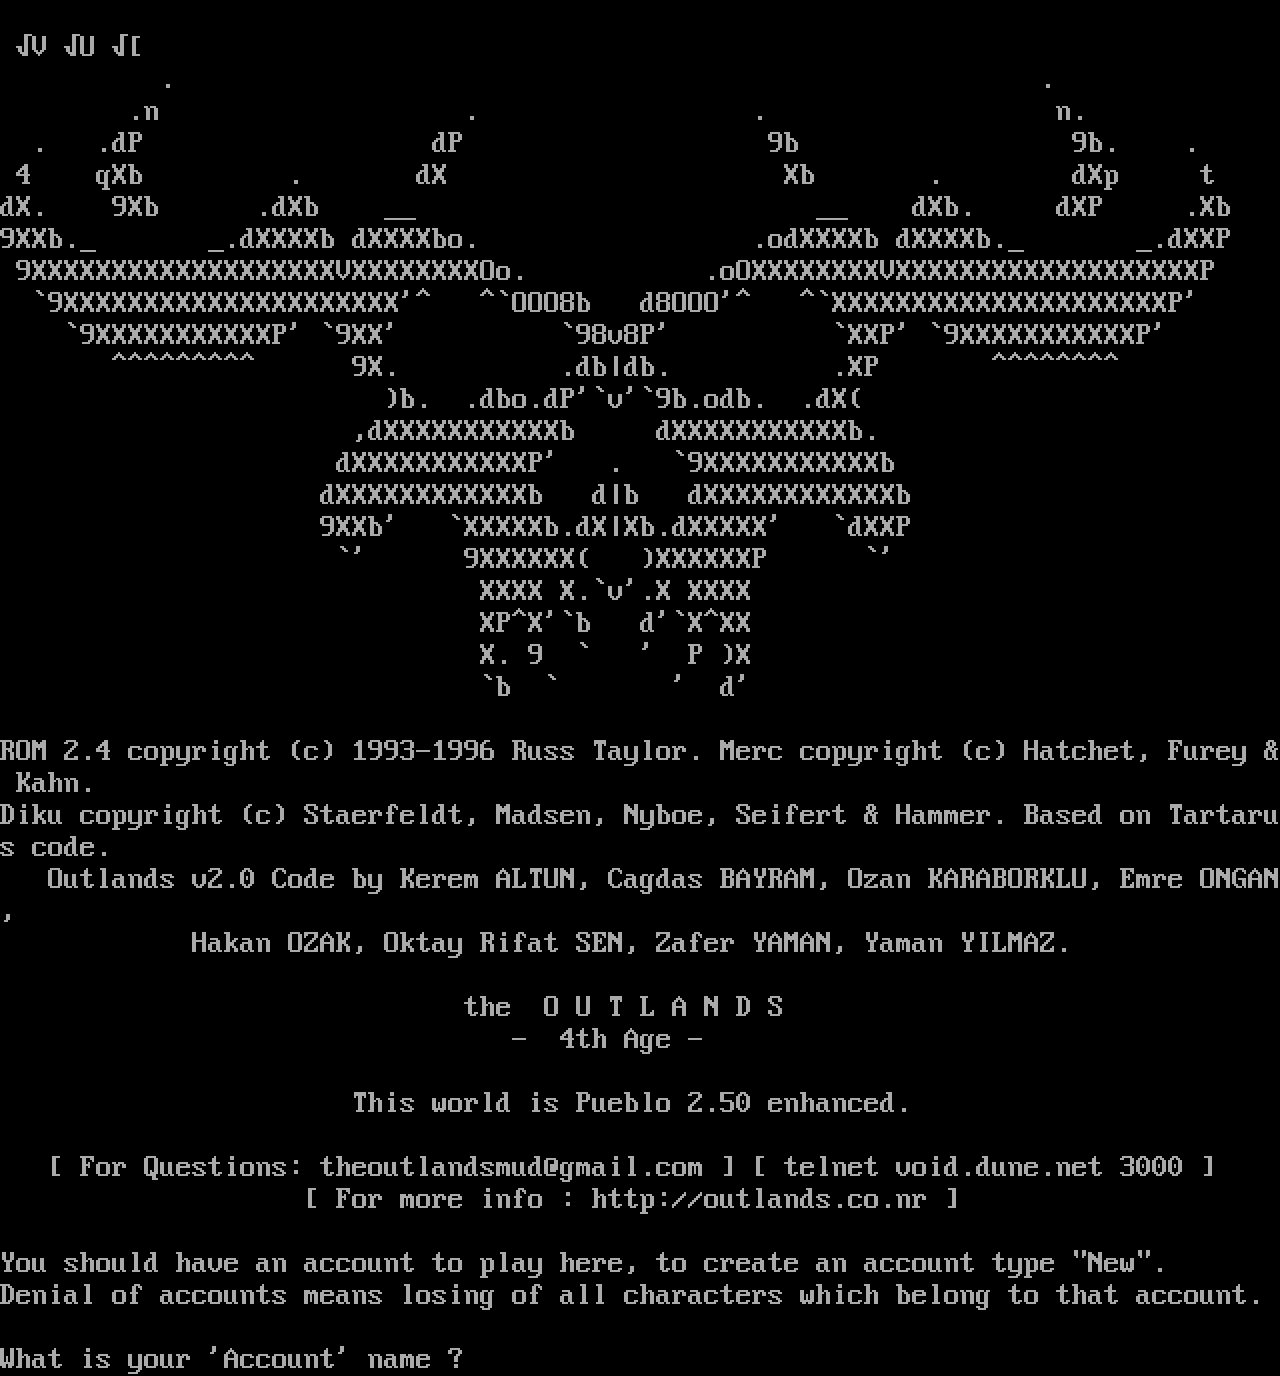 √V √U √[
ROM 2.4 copyright (c) 1993-1996 Russ Taylor. Merc copyright (c) Hatchet, Furey &
Kahn.
Diku copyright (c) Staerfeldt, Madsen, Nyboe, Seifert & Hammer. Based on Tartaru
s code.
Outlands v2.0 Code by Kerem ALTUN, Cagdas BAYRAM, Ozan KARABORKLU, Emre ONGAN
,
Hakan OZAK, Oktay Rifat SEN, Zafer YAMAN, Yaman YILMAZ.
the O U T L A N D S
- 4th Age -
This world is Pueblo 2.50 enhanced.
[ For Questions: theoutlandsmud@gmail.com ] [ telnet void.dune.net 3000 ]
[ For more info : http://outlands.co.nr ]
You should have an account to play here, to create an account type "New".
Denial of accounts means losing of all characters which belong to that account.
What is your 'Account' name ?